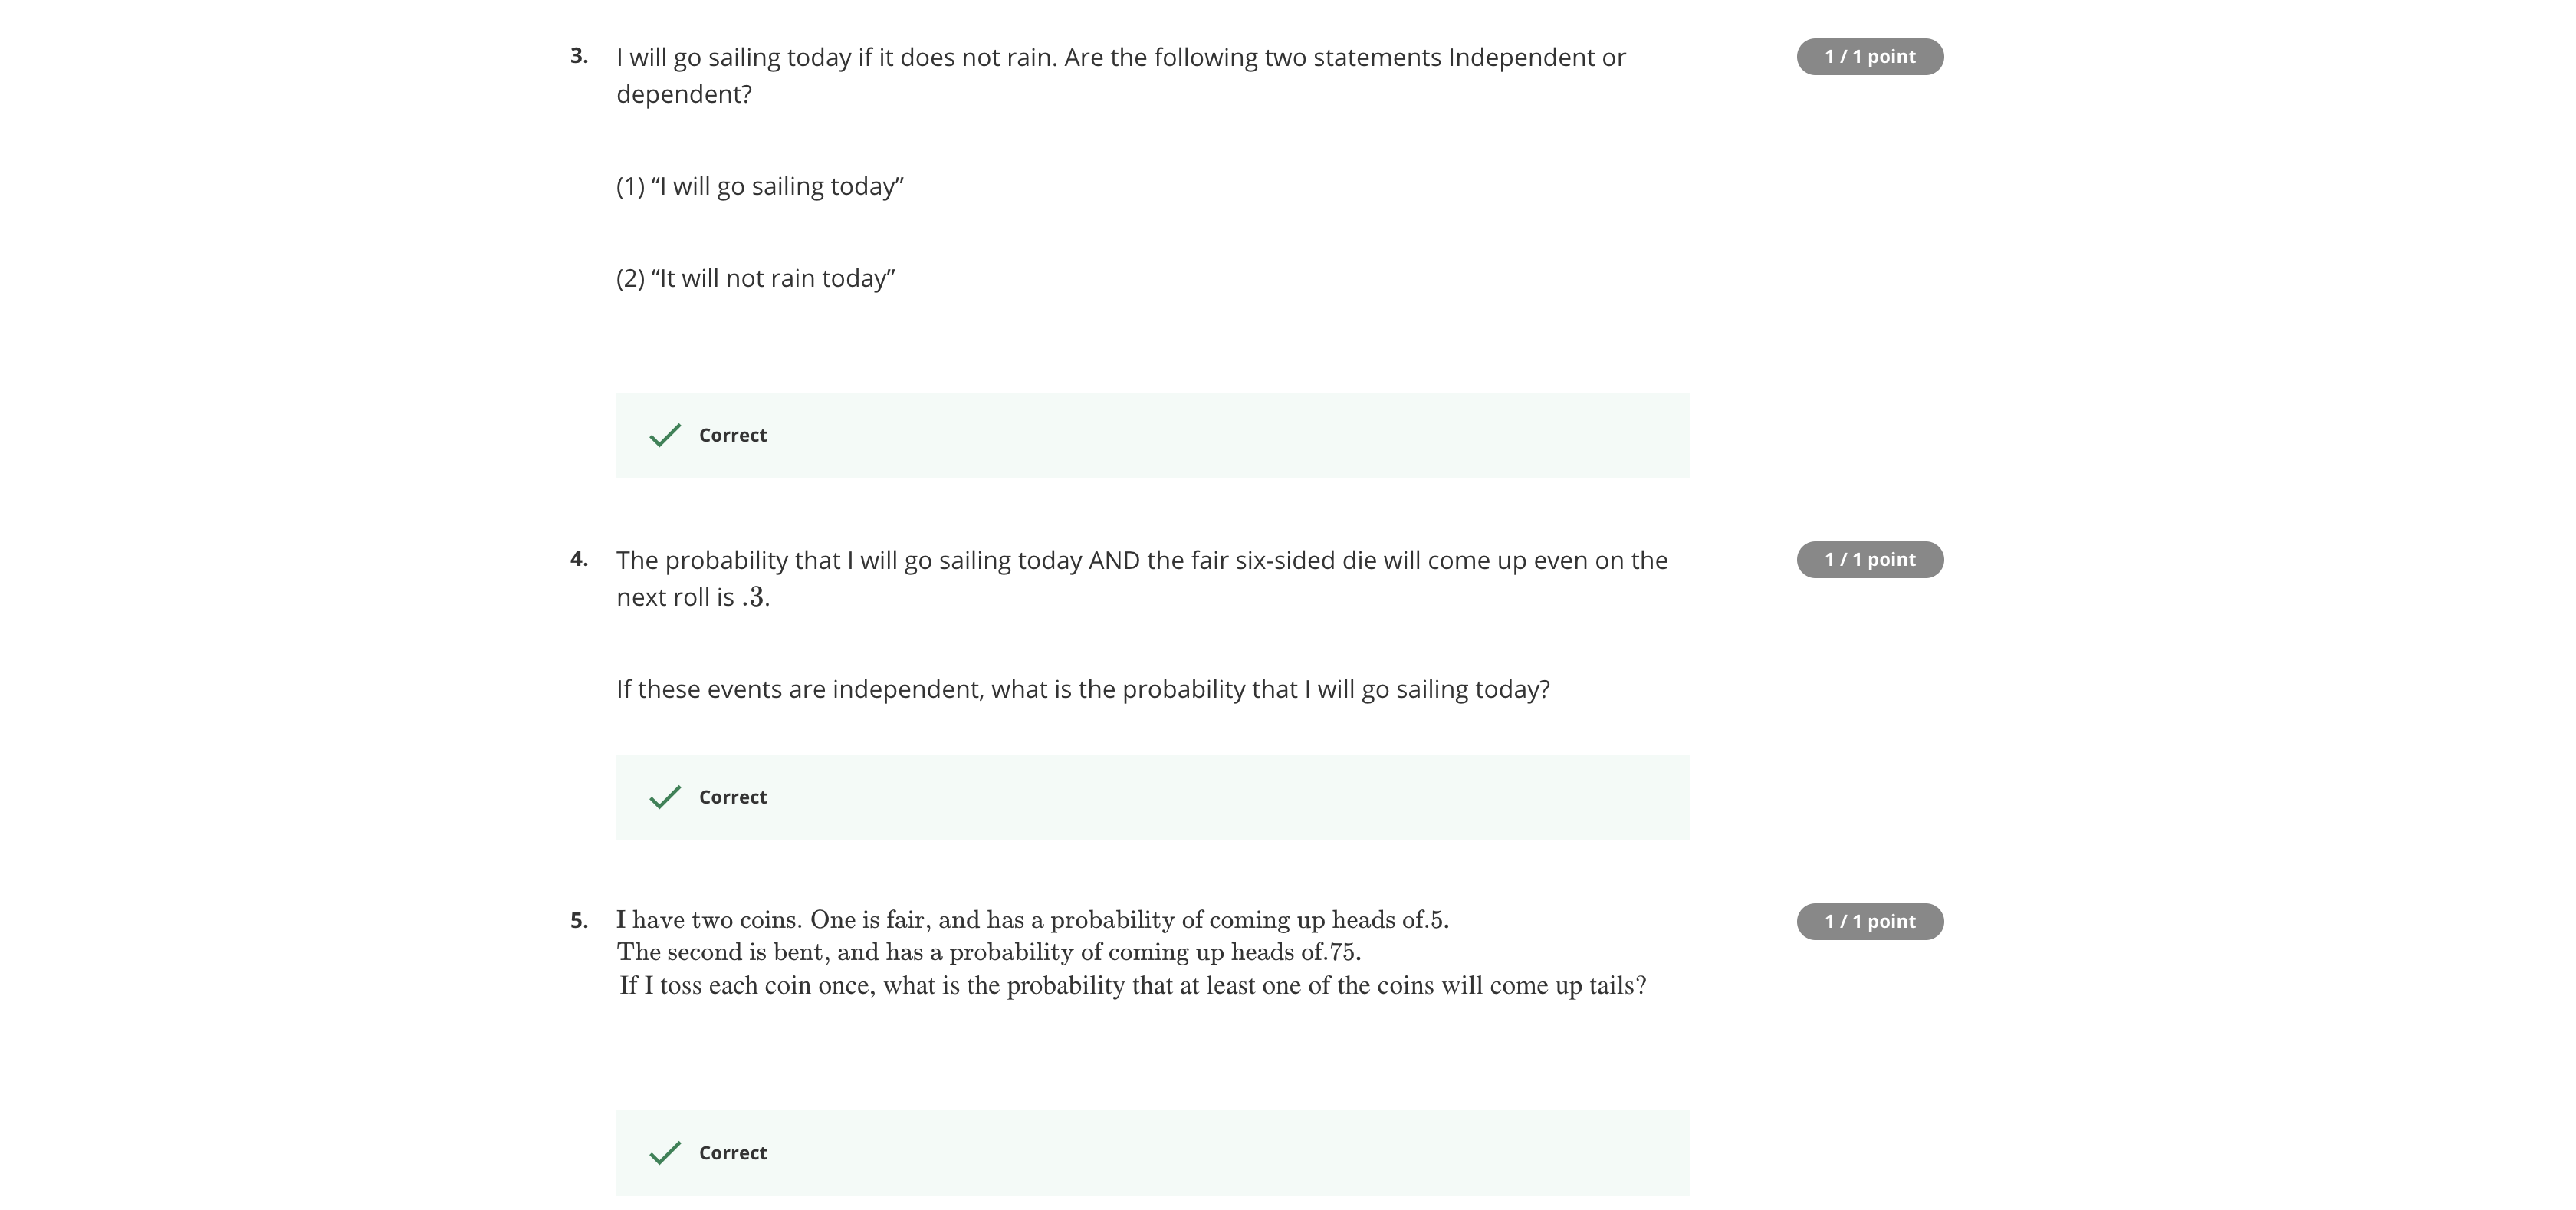 3. I will go sailing today if it does not rain. Are the following two statements Independent or
1 / 1 point
dependent?
(1) “I will go sailing today”
(2) “It will not rain today”
Correct
4. The probability that I will go sailing today AND the fair six-sided die will come up even on the
1 / 1 point
next roll is .3.
If these events are independent, what is the probability that I will go sailing today?
Correct
5. I have two coins. One is fair, and has a probability of coming up heads of.5.
1 / 1 point
The second is bent, and has a probability of coming up heads of.75.
If I toss each coin once, what is the probability that at least one of the coins will come up tails?
Correct